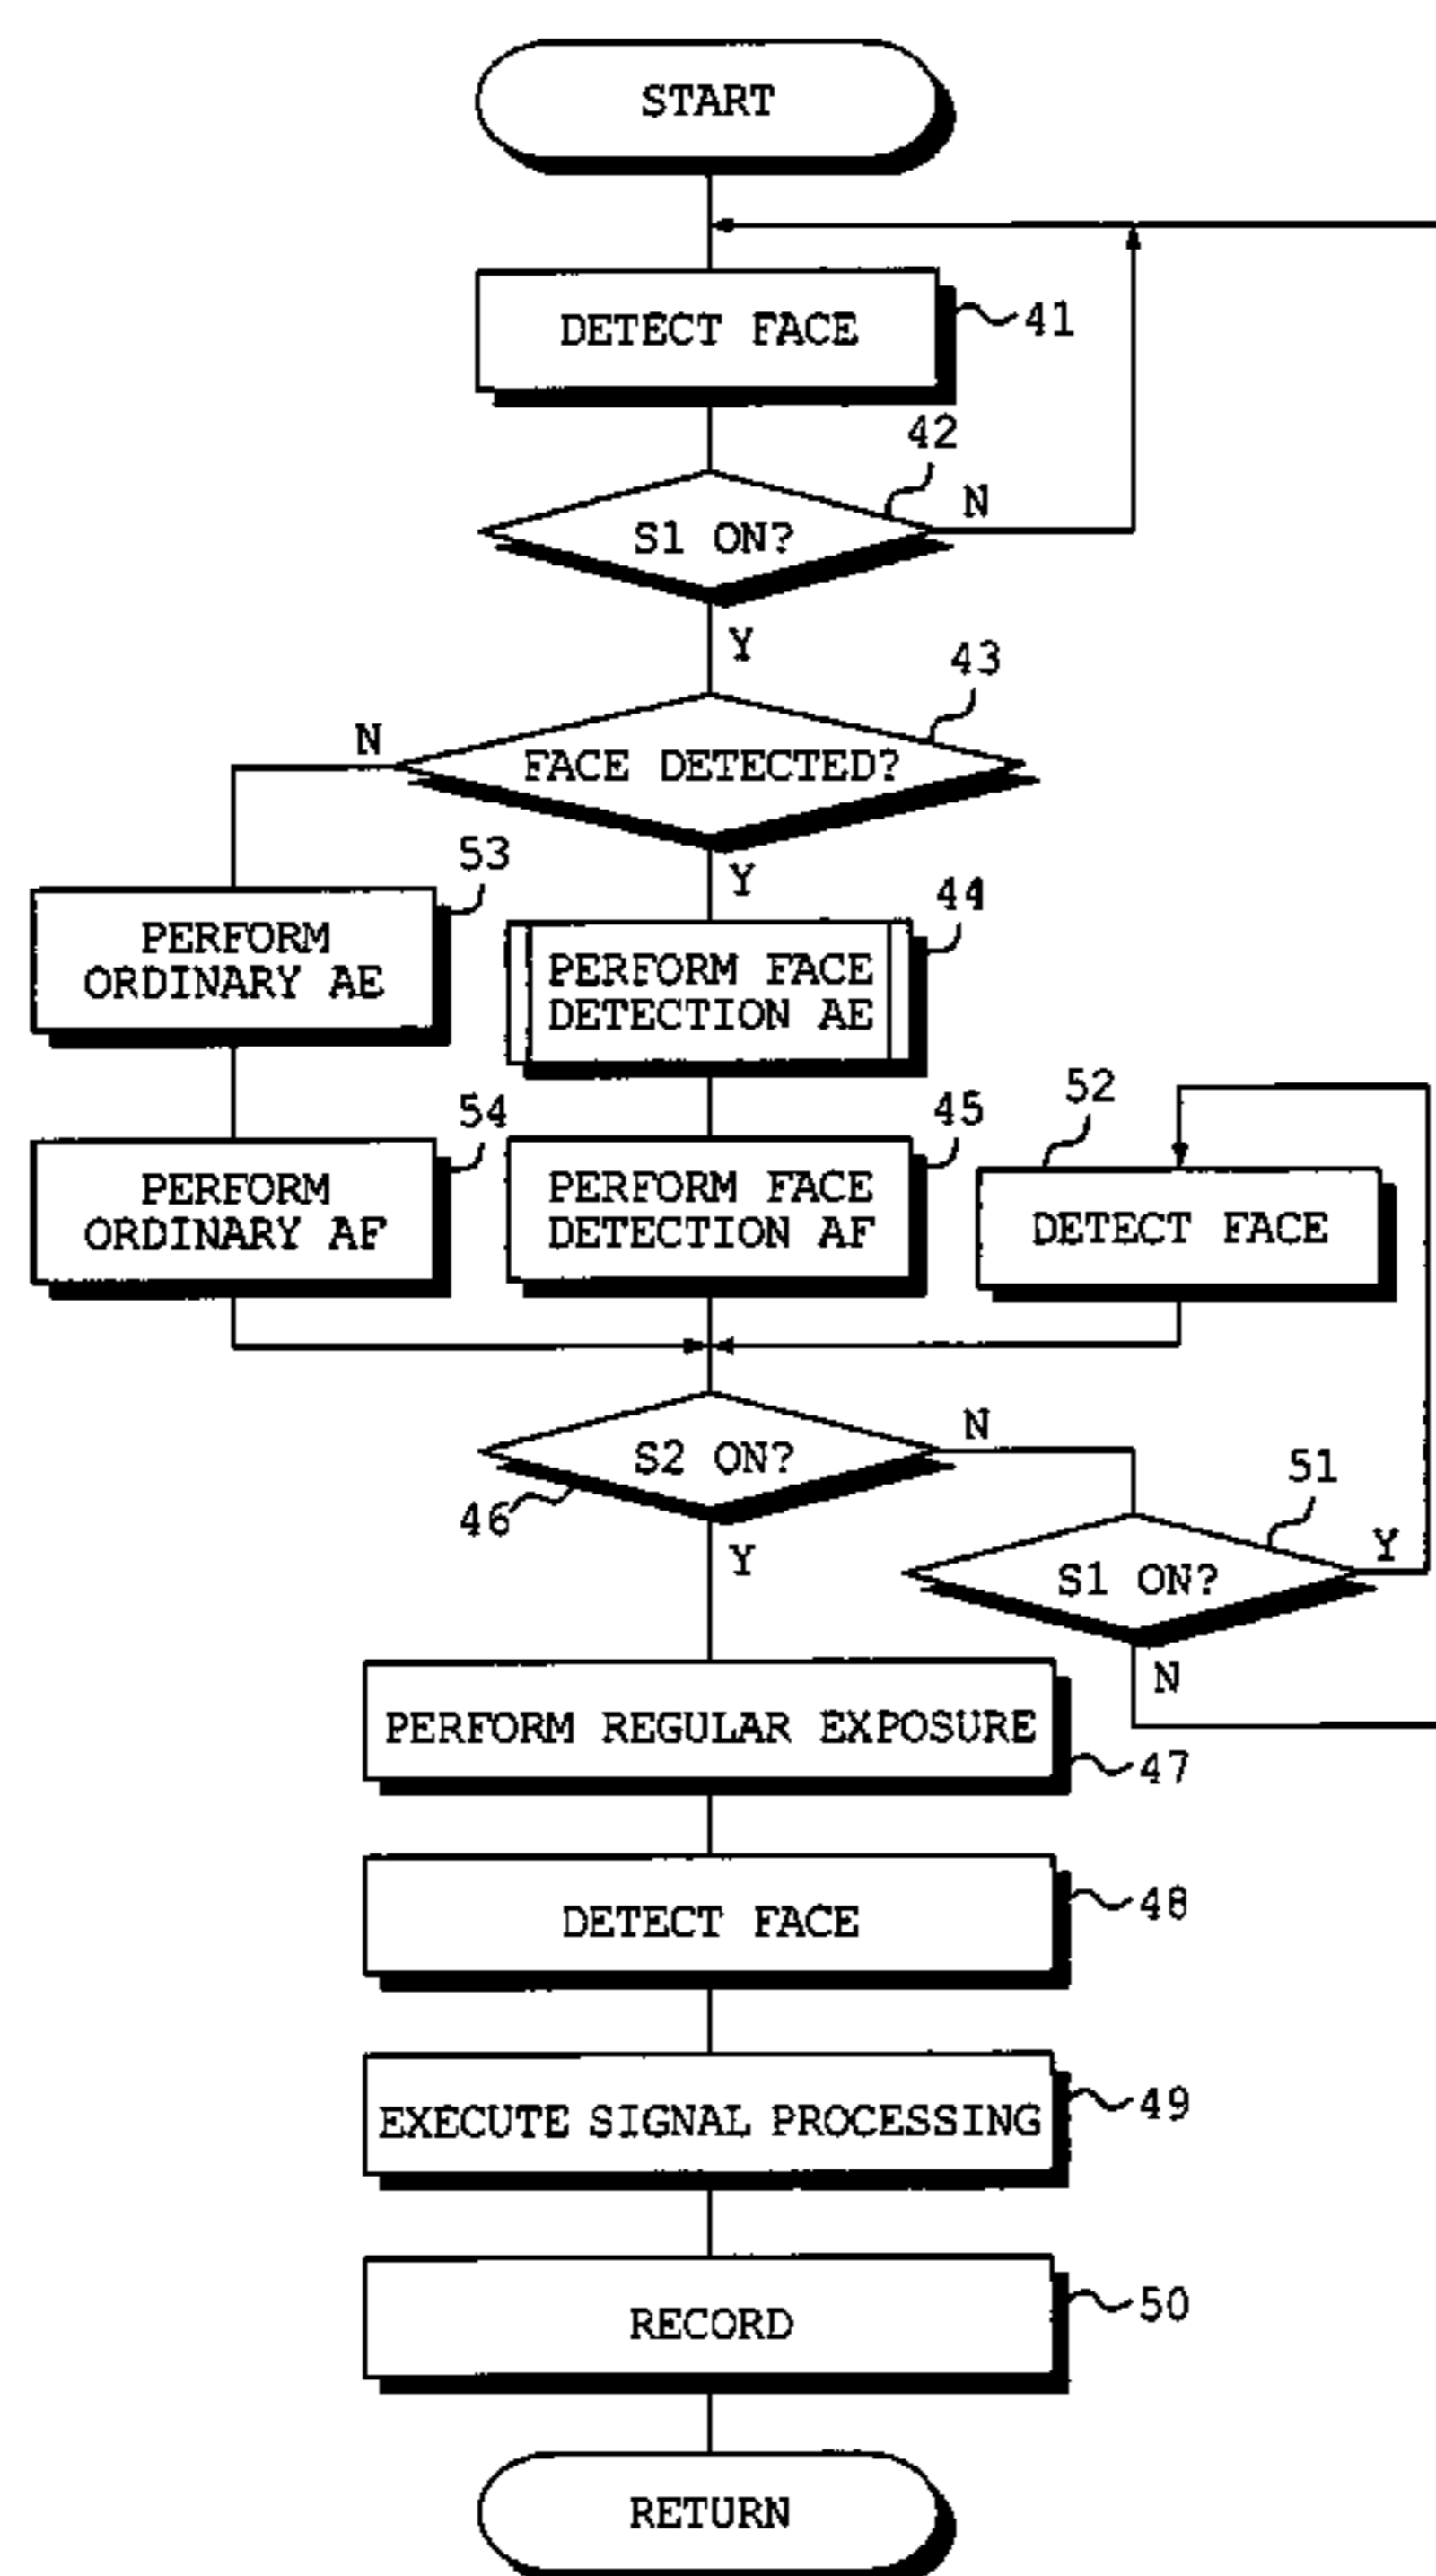 START
DETECT FACE
41
42
S1 ON?
N
Y
43
FACE DETECTED?
N
Y
53
PERFORM
ORDINARY AE
44
PERFORM FACE
DETECTION AE
54
PERFORM
ORDINARY AF
45
PERFORM FACE
DETECTION AF
52
DETECT FACE
S2 ON?
46
N
Y
51
S1 ON?
Y
N
PERFORM REGULAR EXPOSURE
47
DETECT FACE
48
EXECUTE SIGNAL PROCESSING
49
RECORD
50
RETURN